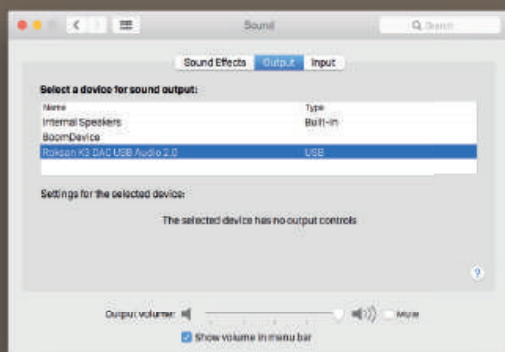 Sound
Search
Sound Effects Output Input
Select a device for sound output:
Name Type
Internal Speakers Built-in
BoomDevice
Roksan K3 DAC USB Audio 2.0 USB
Settings for the selected device:
The selected device has no output controls
?
Output volume: Mute
Show volume in menu bar